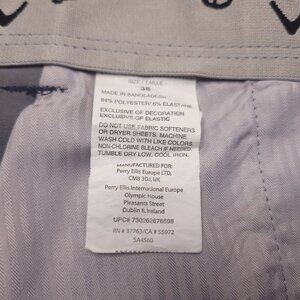 SIZE / TAILLE
36
MADE IN BANGLADESH
94% POLYESTER/ 6% ELASTANE
EXCLUSIVE OF DECORATION
EXCLUSIVE OF ELASTIC
DO NOT USE FABRIC SOFTENERS
OR DRYER SHEETS. MACHINE
WASH COLD WITH LIKE COLORS.
NON-CHLORINE BLEACH IF NEEDED.
TUMBLE DRY LOW. COOL IRON.
MANUFACTURED FOR:
Perry Ellis Europe LTD,
CM8 3DU, UK
Perry Ellis International Europe
Olympic House
Pleasants Street
Dublin 8, Ireland
UPC# 730262676698
RN # 37763/CA # 55972
5A4560